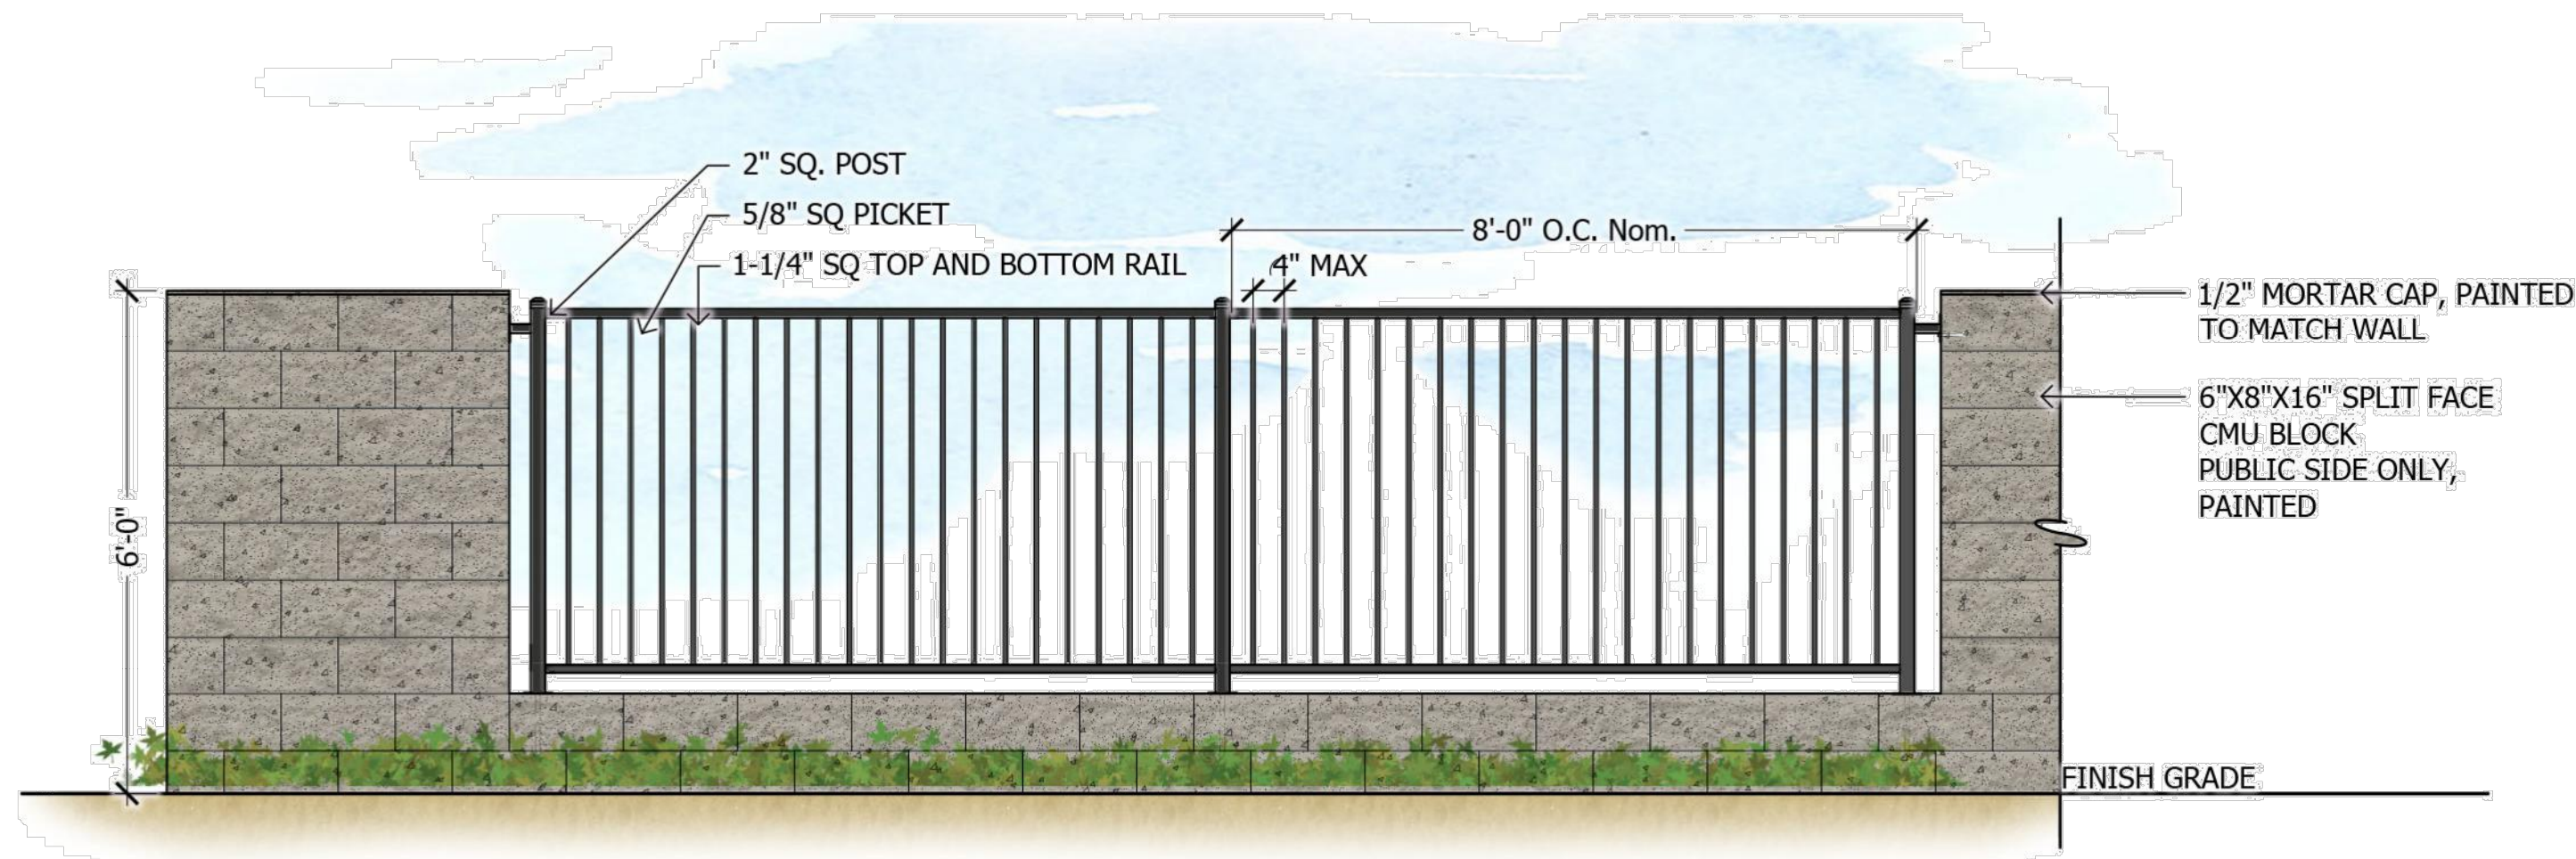 2" SQ. POST
5/8" SQ PICKET
1-1/4" SQ TOP AND BOTTOM RAIL
8'-0" O.C. Nom.
4" MAX
6'-0"
1/2" MORTAR CAP, PAINTED
TO MATCH WALL
6"X8"X16" SPLIT FACE
CMU BLOCK
PUBLIC SIDE ONLY,
PAINTED
FINISH GRADE